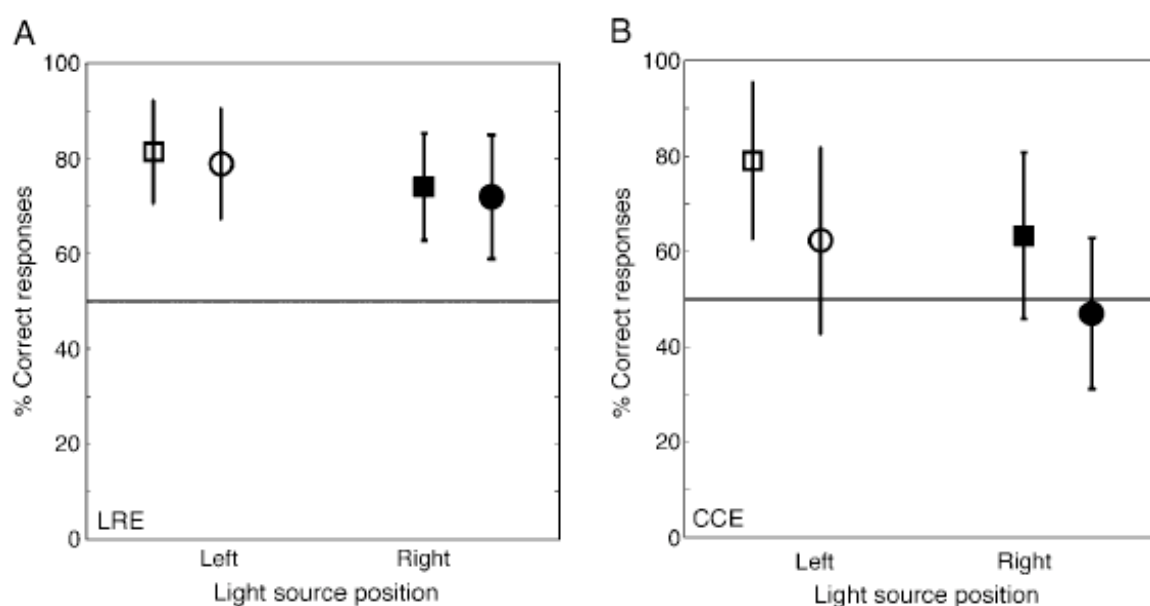 A
100
80
60
40
20
0
% Correct responses
LRE
Left Right
Light source position
B
100
80
60
40
20
0
% Correct responses
CCE
Left Right
Light source position